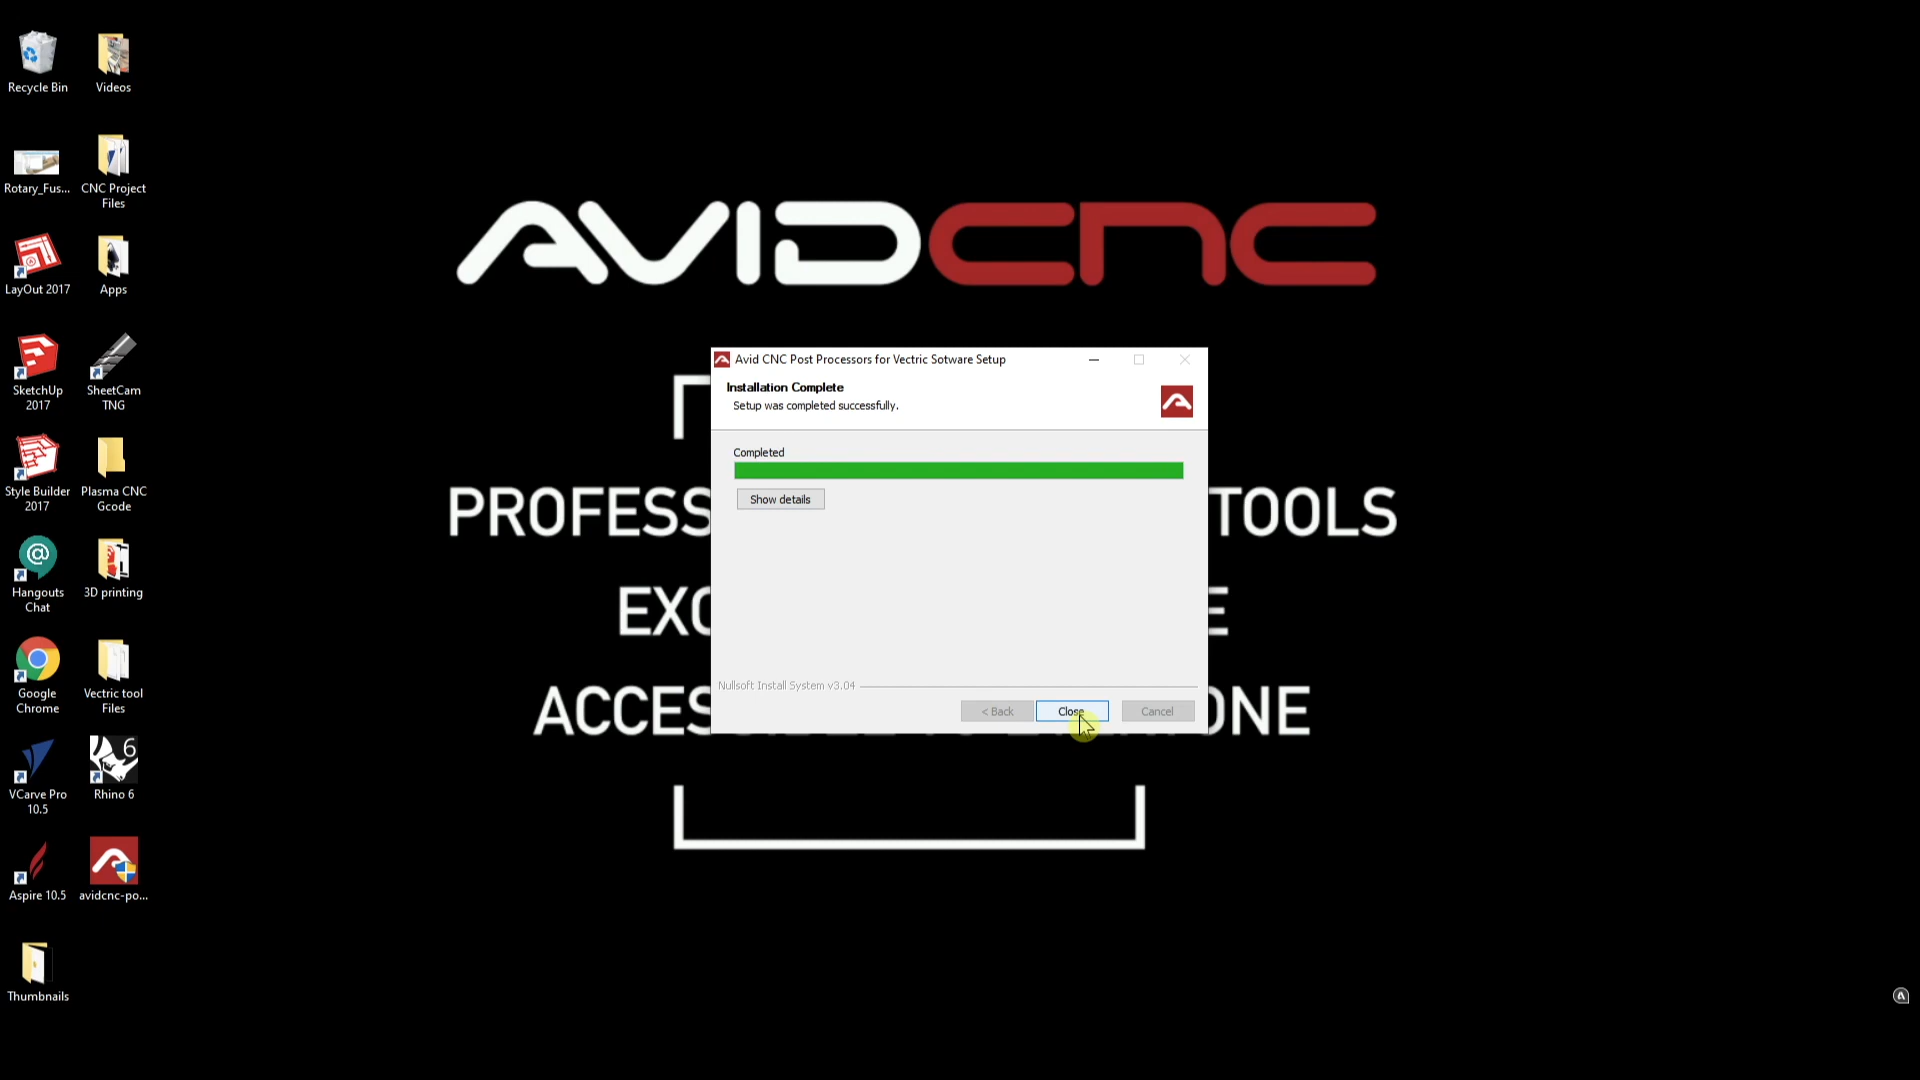 Recycle Bin
Videos
Rotary_Fus...
CNC Project
Files
LayOut 2017
Apps
SketchUp
2017
SheetCam
TNG
Style Builder
2017
Plasma CNC
Gcode
Hangouts
Chat
3D printing
Google
Chrome
Vectric tool
Files
VCarve Pro
10.5
6
Rhino 6
Aspire 10.5
avidcnc-po...
Thumbnails
AVIDCNC
Avid CNC Post Processors for Vectric Sotware Setup
Installation Complete
Setup was completed successfully.
Completed
Show details
Nullsoft Install System v3.04
< Back
Close
Cancel
PROFESS
TOOLS
EXC
E
ACCES
ONE